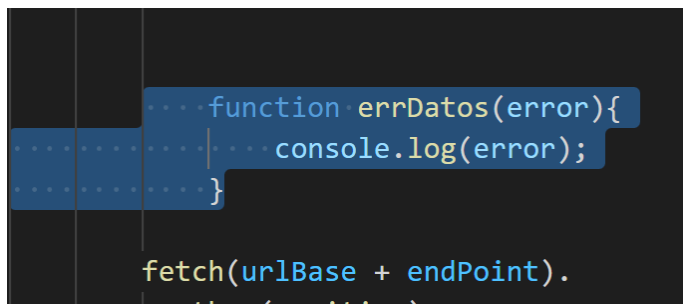 function errDatos(error){
console.log(error);
}
fetch(urlBase + endPoint).